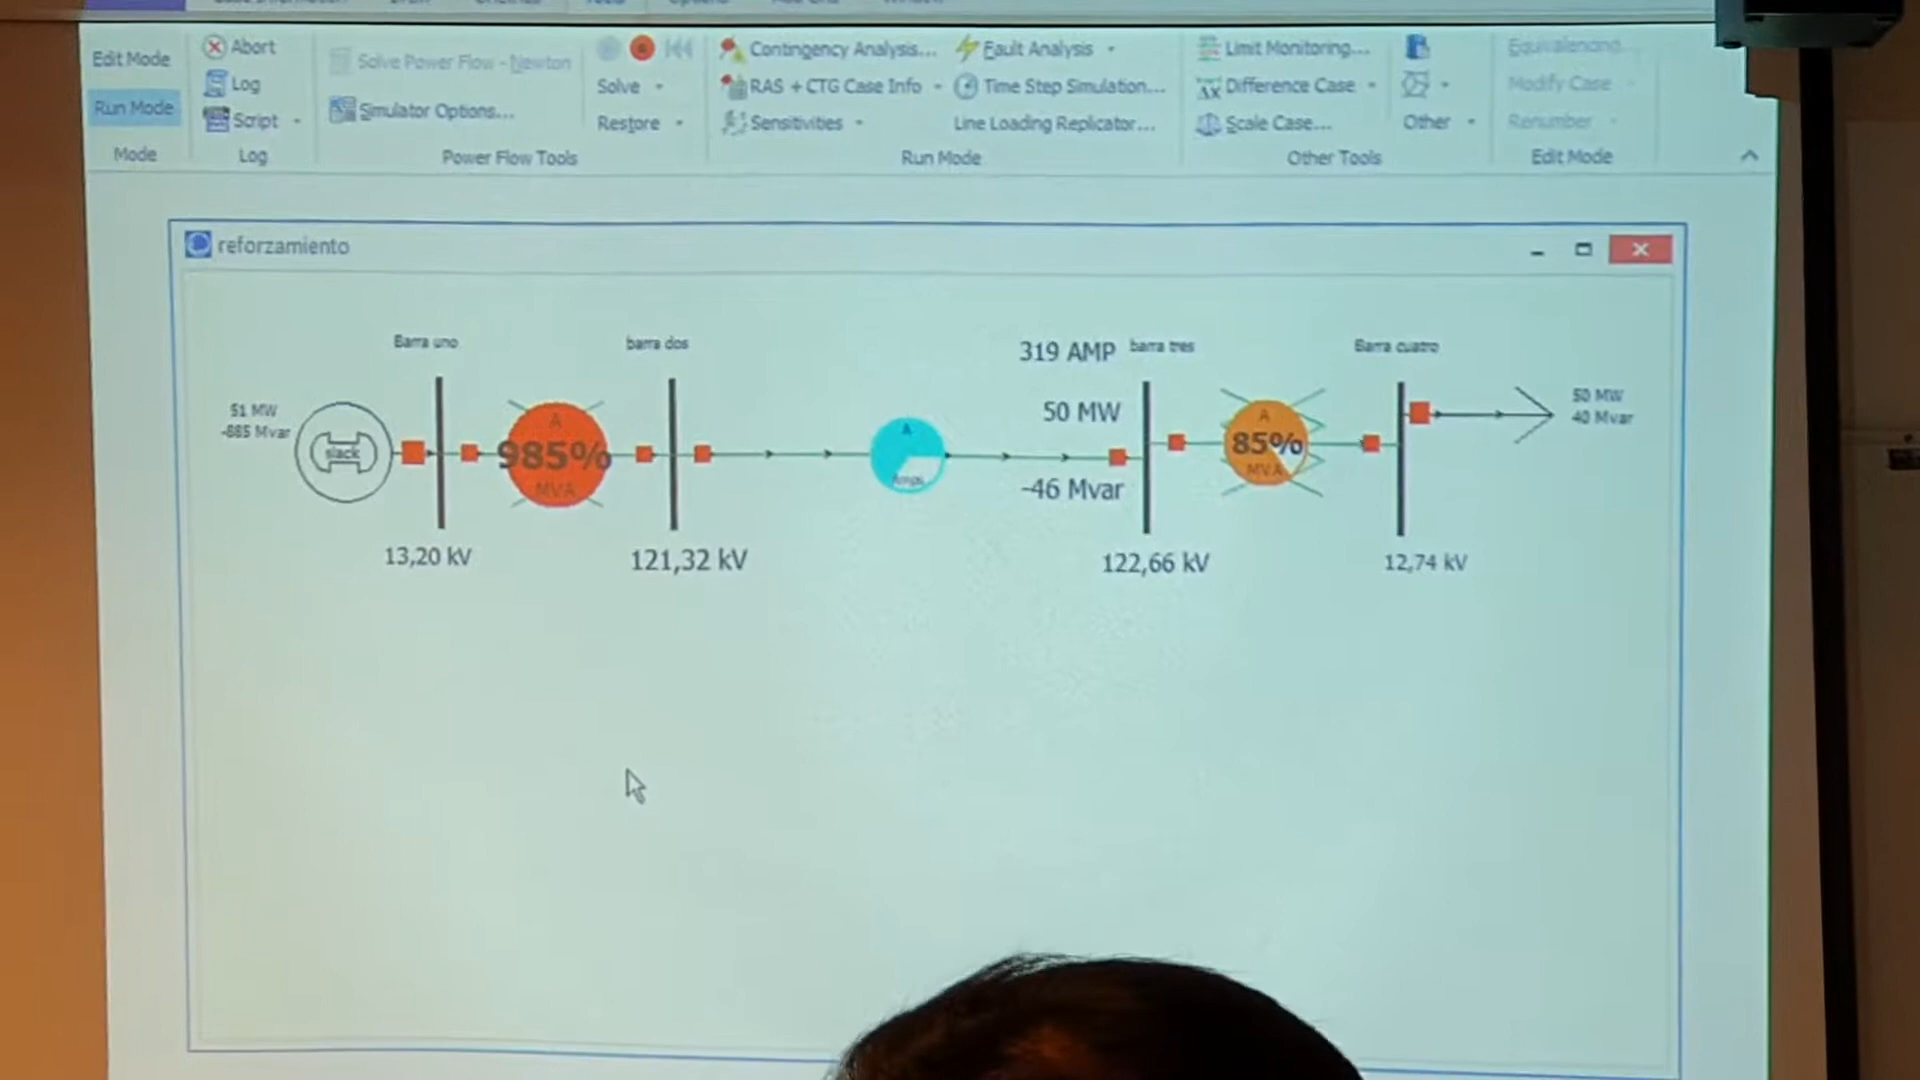 Edit Mode
Run Mode
Mode
Abort
Log
Script
Log
Solve Power Flow - Newton
Simulator Options...
Power Flow Tools
Solve
Restore
Contingency Analysis...
RAS + CTG Case Info
Sensitivities
Fault Analysis
Time Step Simulation...
Line Loading Replicator...
Run Mode
Limit Monitoring...
Difference Case
Scale Case...
Other
Other Tools
Equivalencing...
Modify Case
Renumber
Edit Mode
reforzamiento
Barra uno
barra dos
319 AMP
barra tres
Barra cuatro
51 MW
-885 Mvar
slack
A
985%
MVA
A
Amps
50 MW
-46 Mvar
A
85%
MVA
50 MW
40 Mvar
13,20 kV
121,32 kV
122,66 kV
12,74 kV